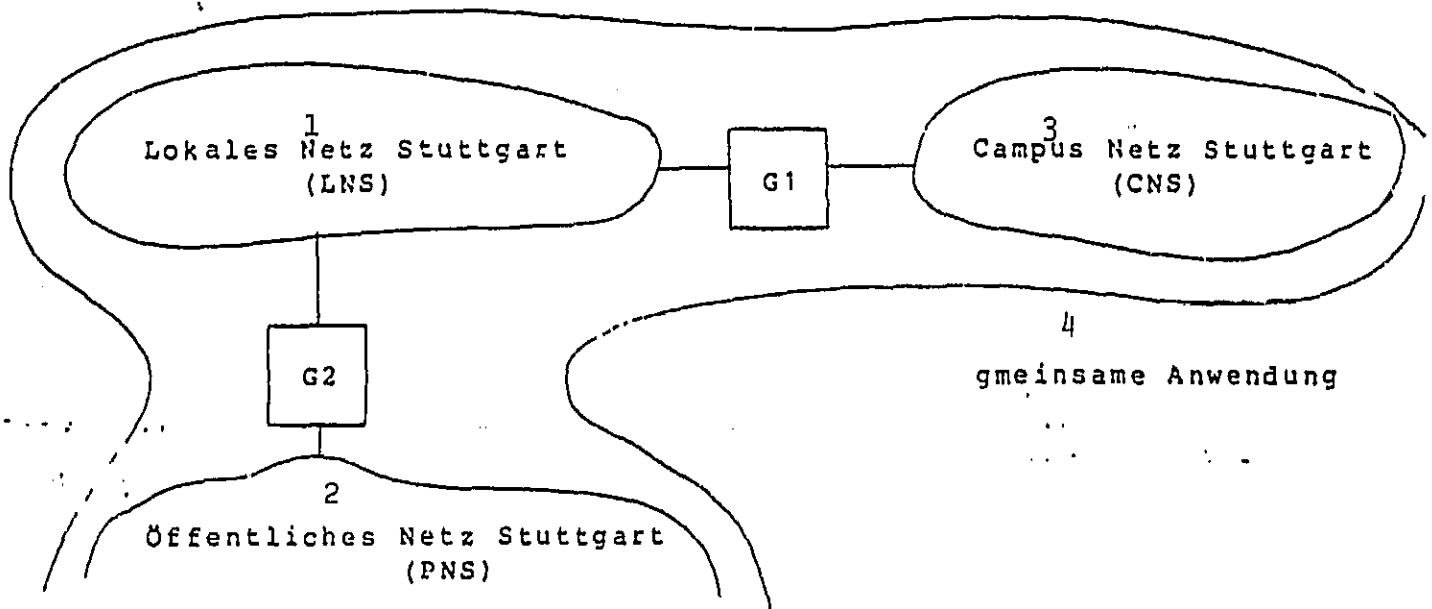 1
Lokales Netz Stuttgart
(LNS)
G1
3
Campus Netz Stuttgart
(CNS)
G2
4
gmeinsame Anwendung
2
Öffentliches Netz Stuttgart
(PNS)